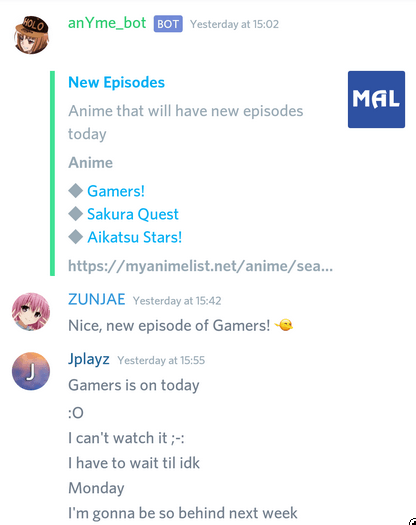 HOLO
anYme_bot BOT Yesterday at 15:02
New Episodes
MAL
Anime that will have new episodes
today
Anime
Gamers!
Sakura Quest
Aikatsu Stars!
https://myanimelist.net/anime/sea...
ZUNJAE Yesterday at 15:42
Nice, new episode of Gamers!
J
Jplayz Yesterday at 15:55
Gamers is on today
:O
I can't watch it ;-:
I have to wait til idk
Monday
I'm gonna be so behind next week